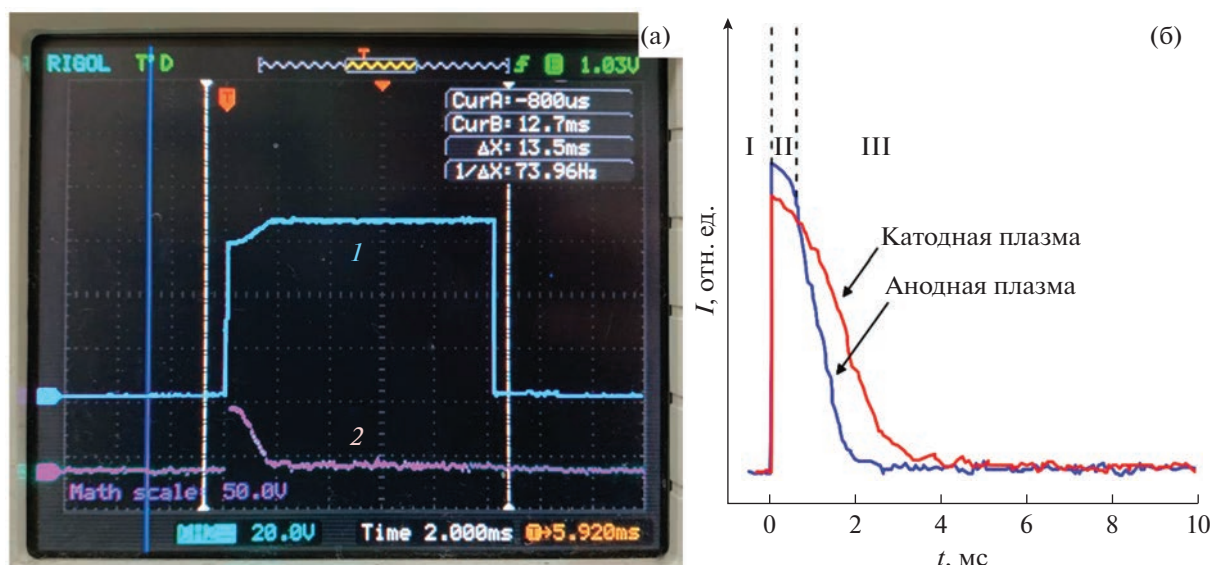 (а)
RIGOL T'D T 1.03V
T
CurA:-800us
CurB:12.7ms
ΔX:13.5ms
1/ΔX:73.96Hz
1
2
Math scale: 50.0V
20.0V Time 2.000ms T→5.920ms
(б)
I II III
Катодная плазма
Анодная плазма
I, отн. ед.
0 2 4 6 8 10
t, мс